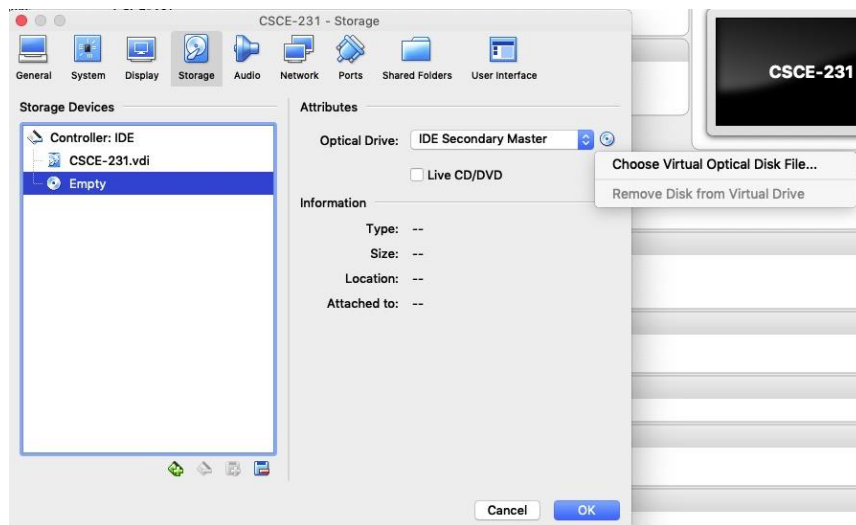 CSCE-231 - Storage
General System Display Storage Audio Network Ports Shared Folders User Interface
Storage Devices
Controller: IDE
CSCE-231.vdi
Empty
Attributes
Optical Drive: IDE Secondary Master
Live CD/DVD
Information
Type: --
Size: --
Location: --
Attached to: --
Choose Virtual Optical Disk File...
Remove Disk from Virtual Drive
Cancel OK
CSCE-231